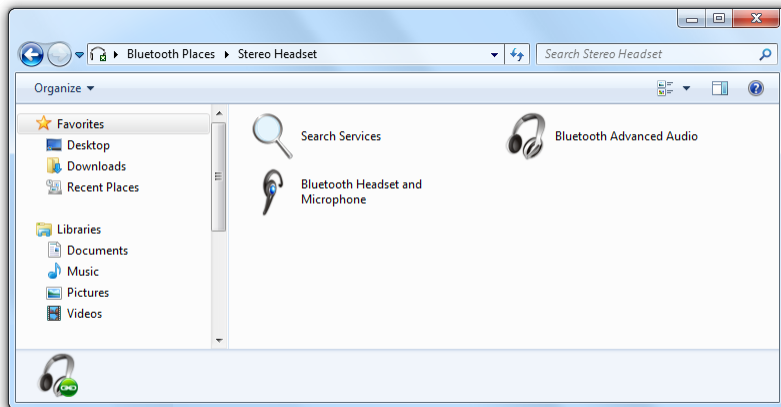 Bluetooth Places Stereo Headset Search Stereo Headset
Organize
Favorites
Desktop
Downloads
Recent Places
Libraries
Documents
Music
Pictures
Videos
Search Services
Bluetooth Advanced Audio
Bluetooth Headset and
Microphone